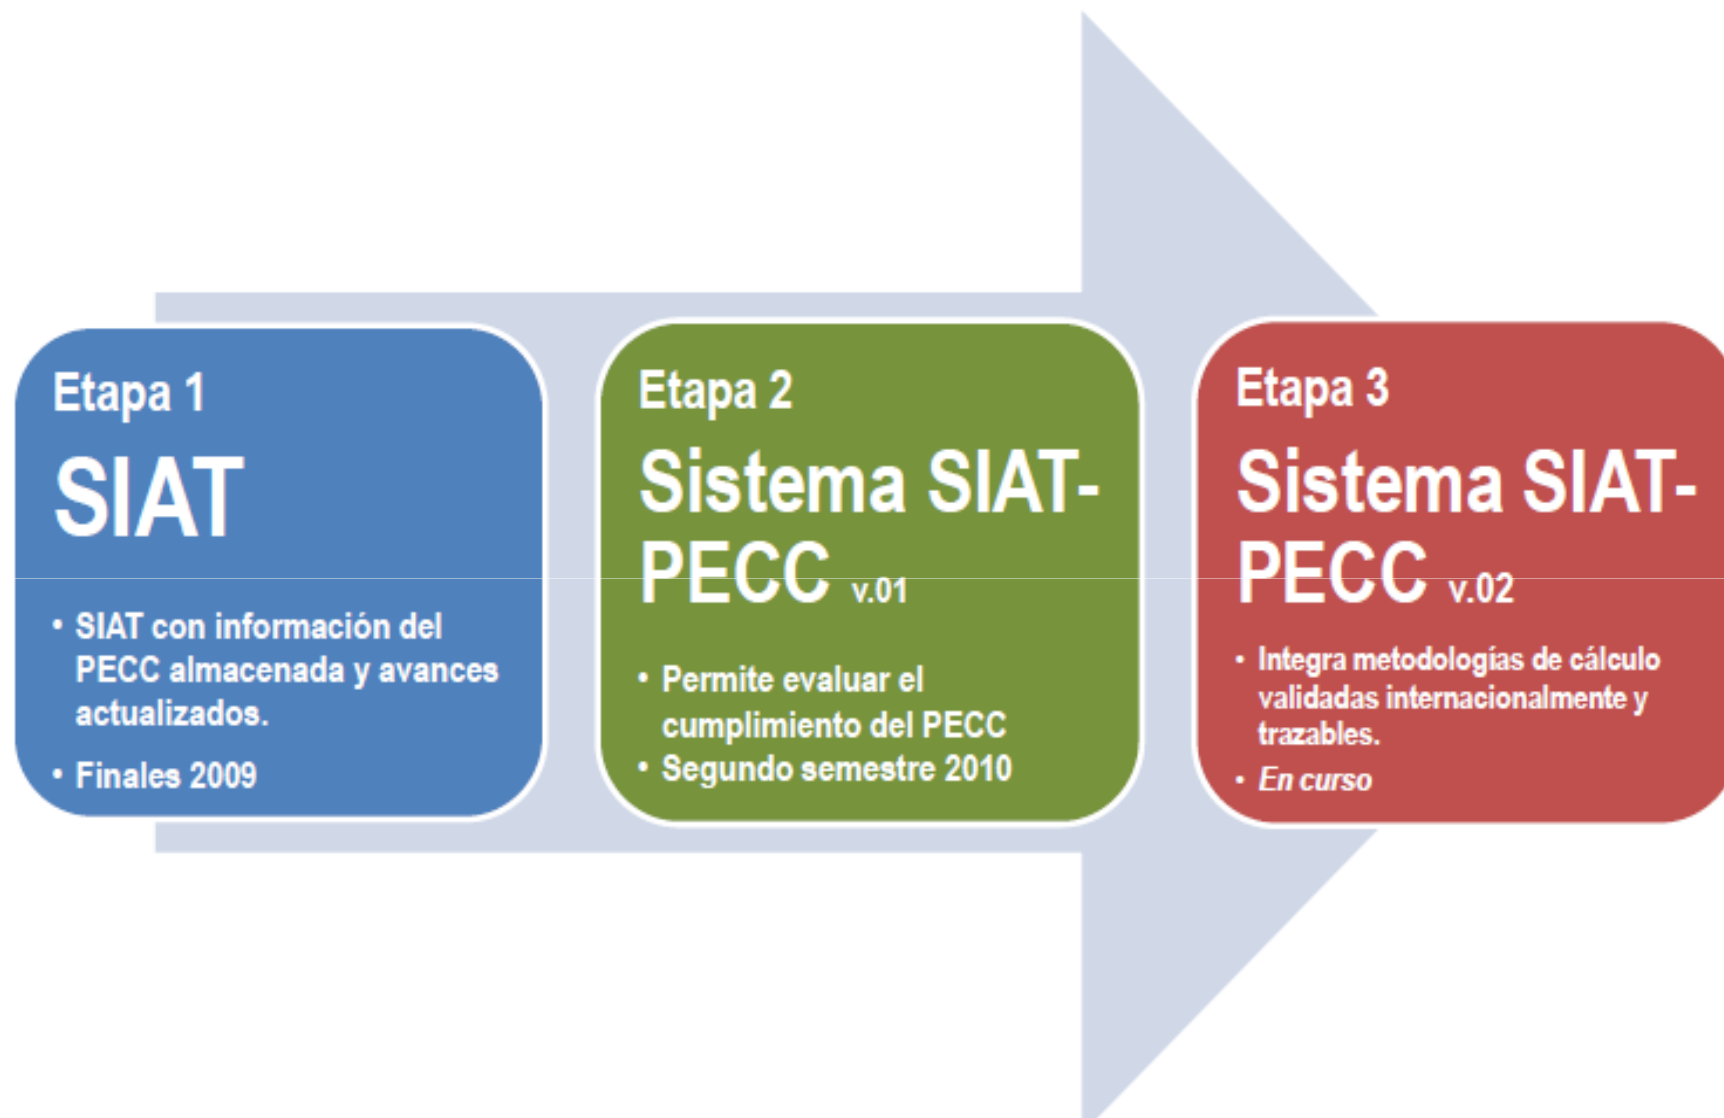 Etapa 1
SIAT
• SIAT con información del
PECC almacenada y avances
actualizados.
• Finales 2009
Etapa 2
Sistema SIAT-
PECC v.01
• Permite evaluar el
cumplimiento del PECC
• Segundo semestre 2010
Etapa 3
Sistema SIAT-
PECC v.02
• Integra metodologías de cálculo
validadas internacionalmente y
trazables.
• En curso